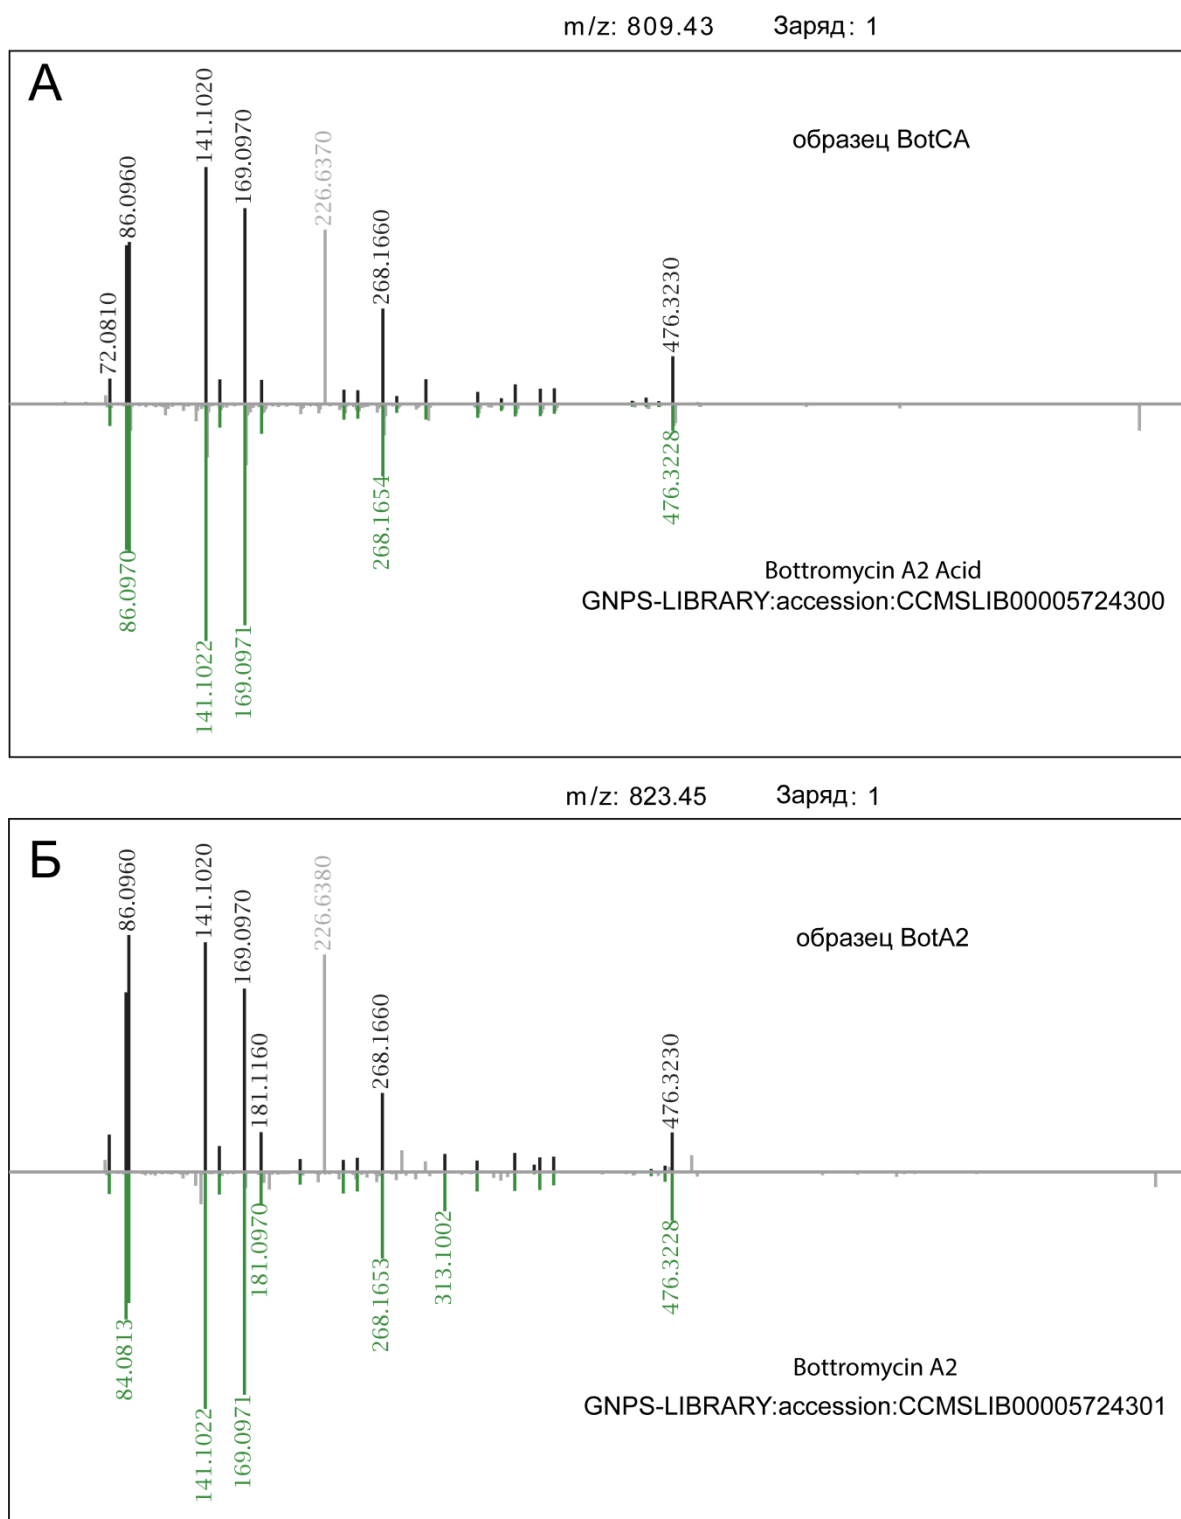 m/z: 809.43 Заряд: 1
А
образец BotCA
72.0810
86.0960
141.1020
169.0970
226.6370
268.1660
476.3230
86.0970
141.1022
169.0971
268.1654
476.3228
Bottromycin A2 Acid
GNPS-LIBRARY:accession:CCMSLIB00005724300
m/z: 823.45 Заряд: 1
Б
образец BotA2
86.0960
141.1020
169.0970
181.1160
226.6380
268.1660
476.3230
84.0813
141.1022
169.0971
181.0970
268.1653
313.1002
476.3228
Bottromycin A2
GNPS-LIBRARY:accession:CCMSLIB00005724301